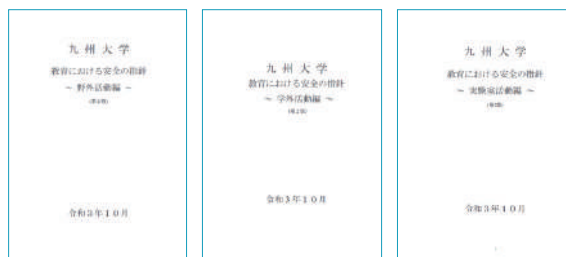 九州大学
教育における安全の指針
～ 野外活動編 ～
令和3年10月
九州大学
教育における安全の指針
～ 学外活動編 ～
令和3年10月
九州大学
教育における安全の指針
～ 実験室活動編 ～
令和3年10月